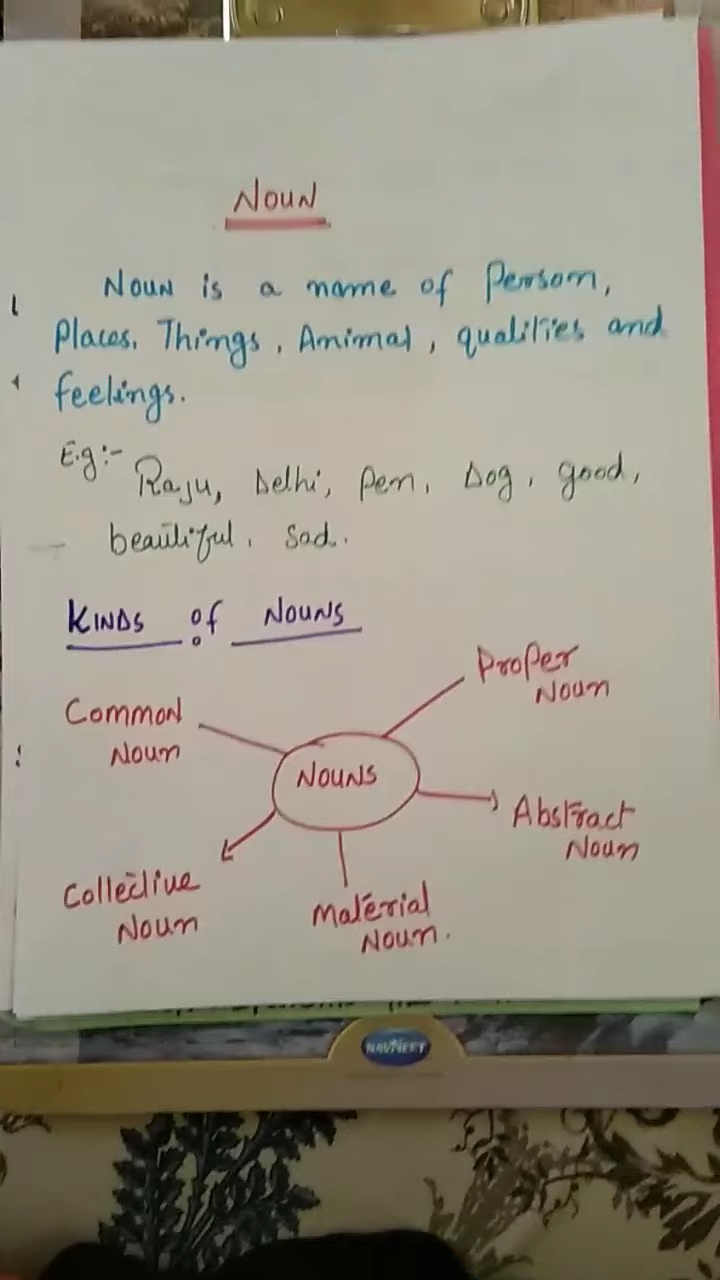 NOUN
NOUN is a name of Person,
Places, Things, Animal, qualities and
feelings.
E.g:-
Raju, Delhi, Pen, Dog, good,
beautiful, Sad.
KINDS of NOUNS
Proper
Noun
Common
Noun
NOUNS
Abstract
Noun
Collective
Noun
Material
Noun.
NAVNEET